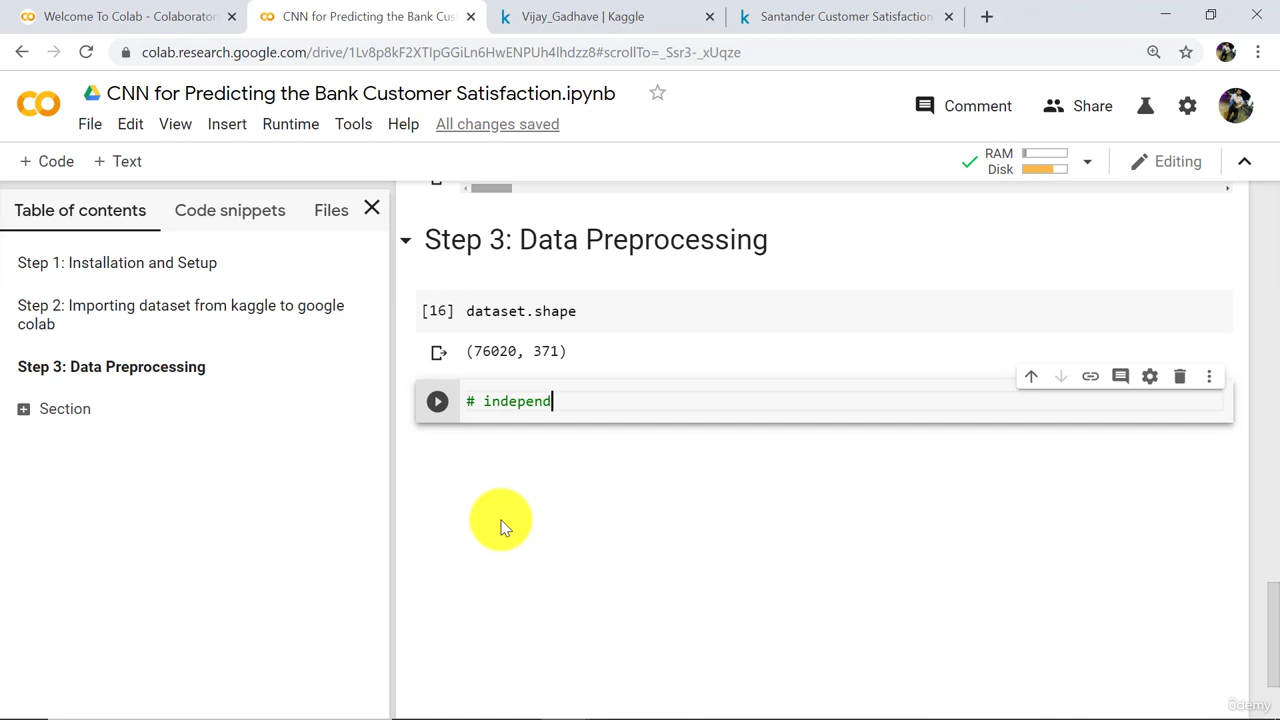 Welcome To Colab - Colaborator
CNN for Predicting the Bank Cus
Vijay_Gadhave | Kaggle
Santander Customer Satisfaction
colab.research.google.com/drive/1Lv8p8kF2XTIpGGiLn6HwENPUh4lhdzz8#scrollTo=_Ssr3-_xUqze
CNN for Predicting the Bank Customer Satisfaction.ipynb
Comment
Share
File Edit View Insert Runtime Tools Help All changes saved
+ Code + Text
RAM
Disk
Editing
Table of contents Code snippets Files
Step 1: Installation and Setup
Step 2: Importing dataset from kaggle to google
colab
Step 3: Data Preprocessing
Section
Step 3: Data Preprocessing
[16] dataset.shape
(76020, 371)
# independ
ûdemy